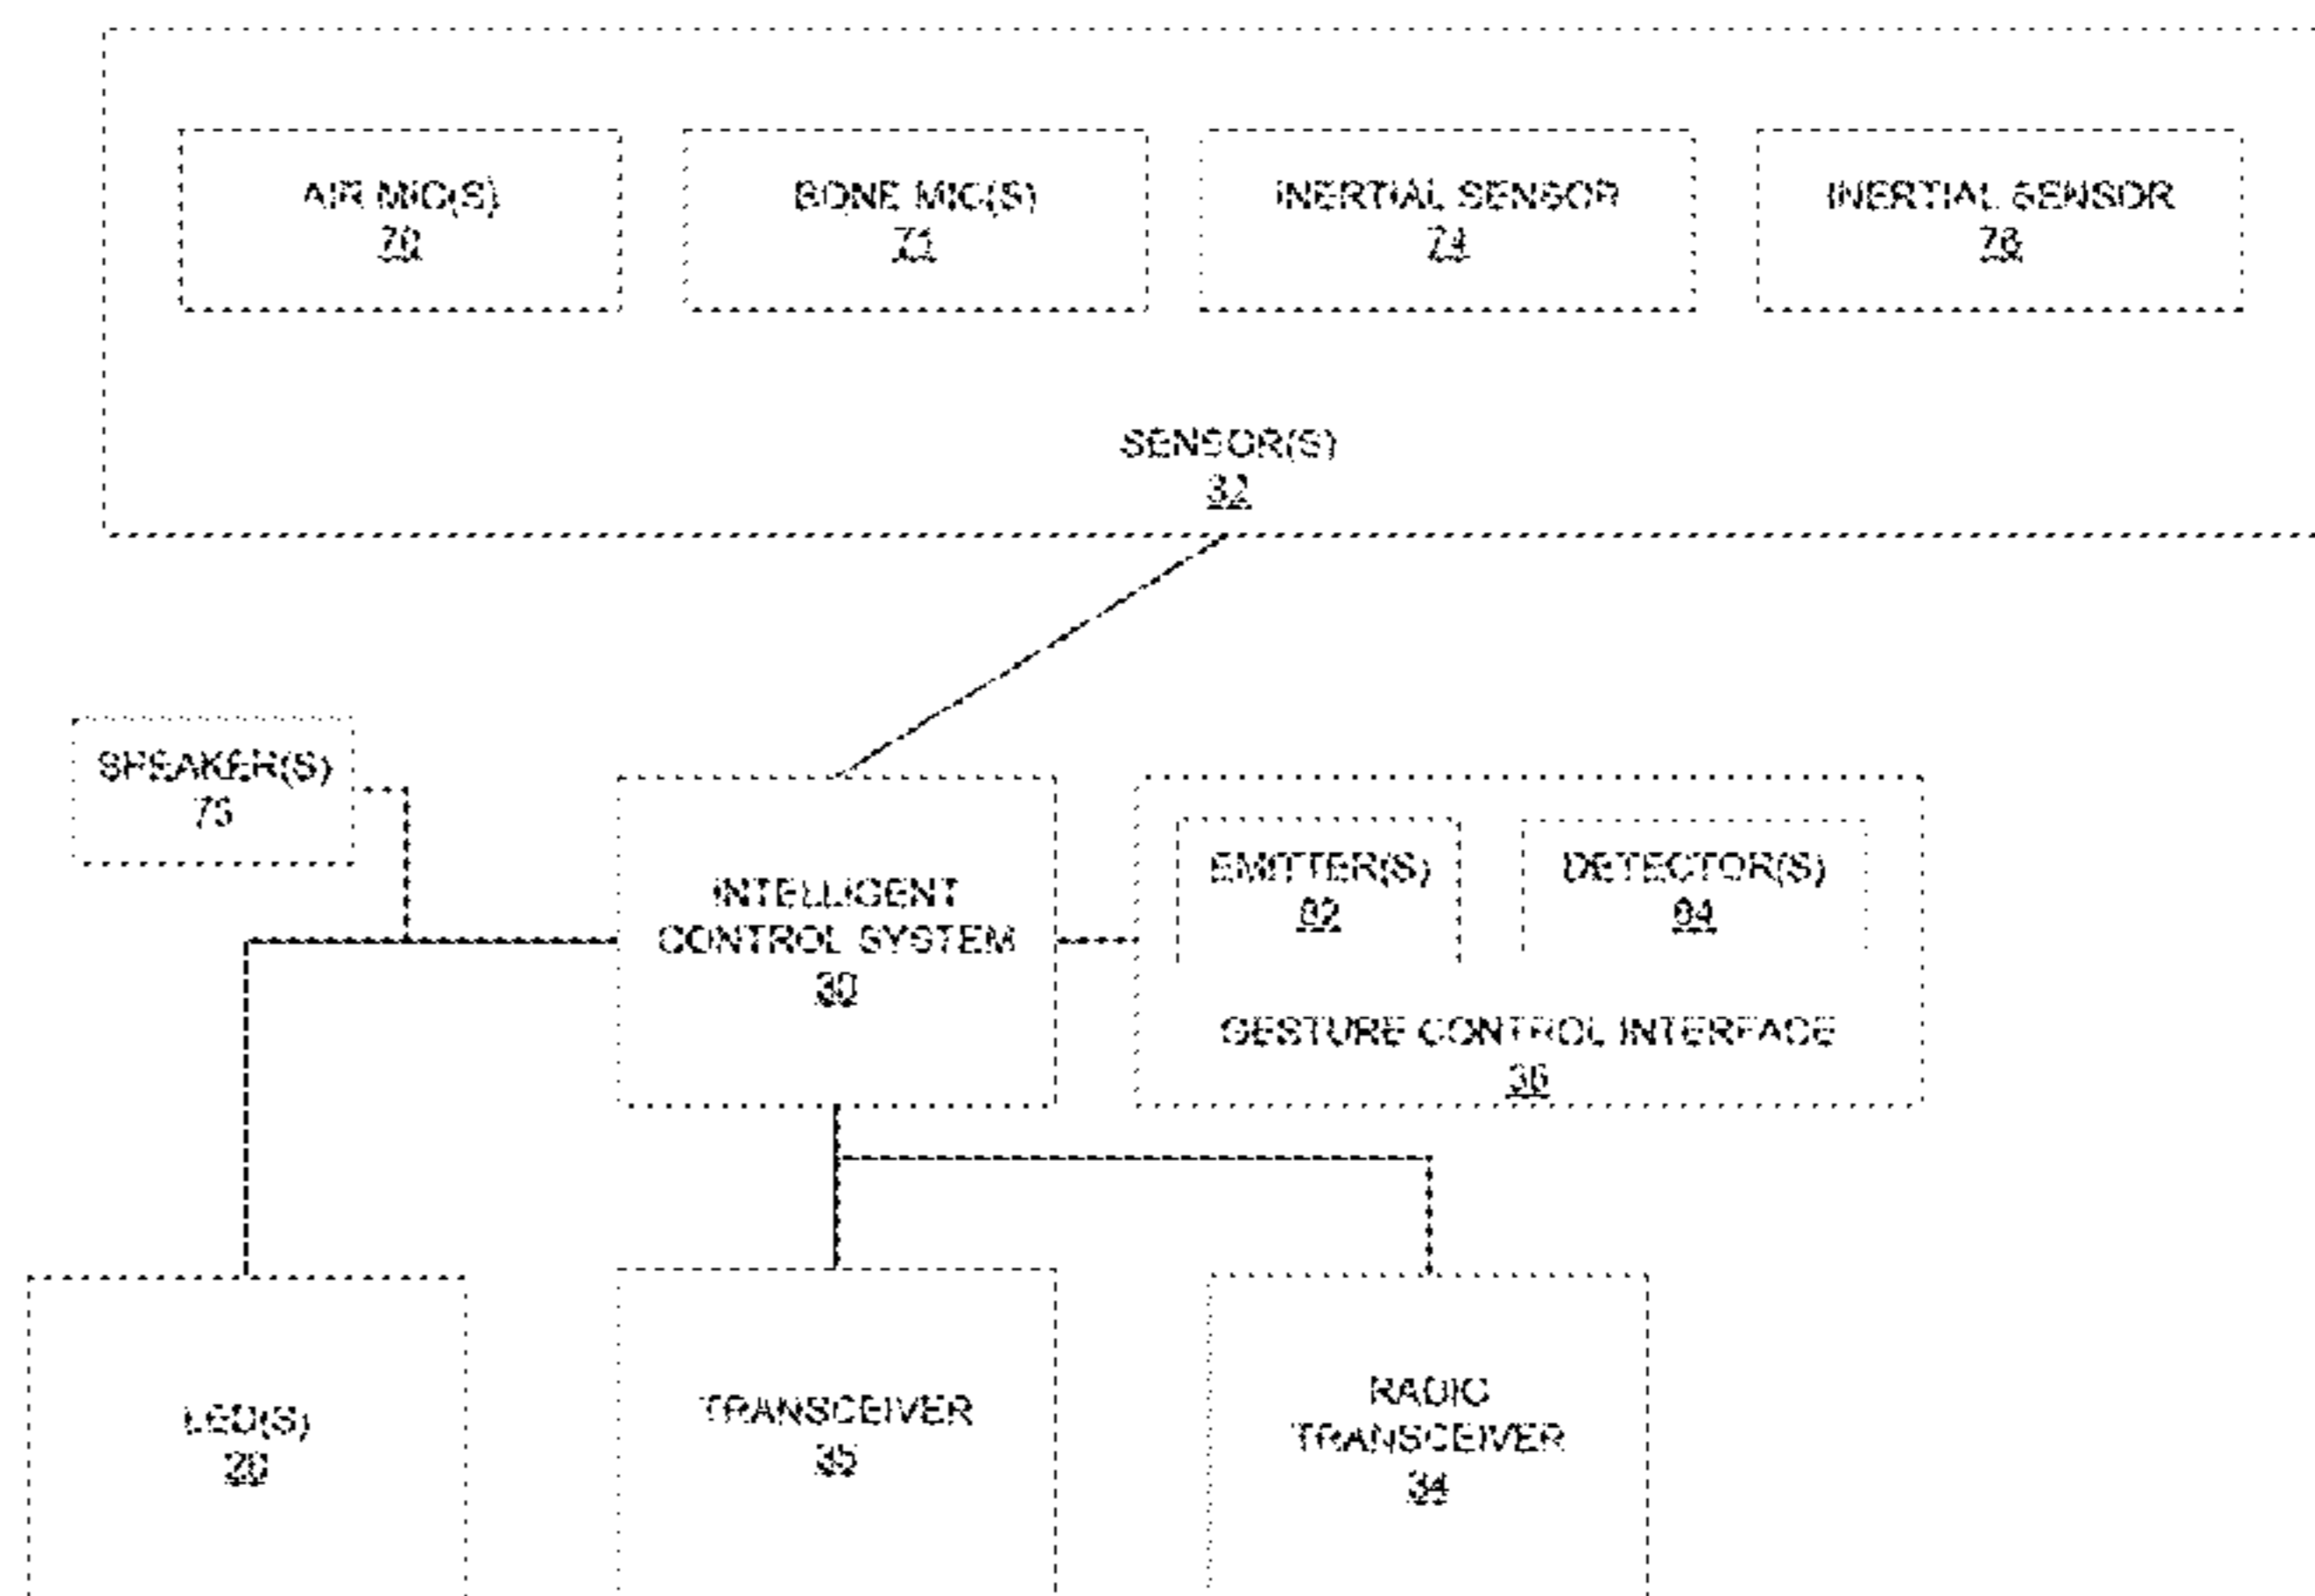 AIR MIC(S)
70
BONE MIC(S)
71
INERTIAL SENSOR
74
INERTIAL SENSOR
76
SENSOR(S)
32
SPEAKER(S)
73
INTELLIGENT
CONTROL SYSTEM
30
EMITTER(S)
82
DETECTOR(S)
84
GESTURE CONTROL INTERFACE
36
LED(S)
20
TRANSCEIVER
35
RADIO
TRANSCEIVER
34